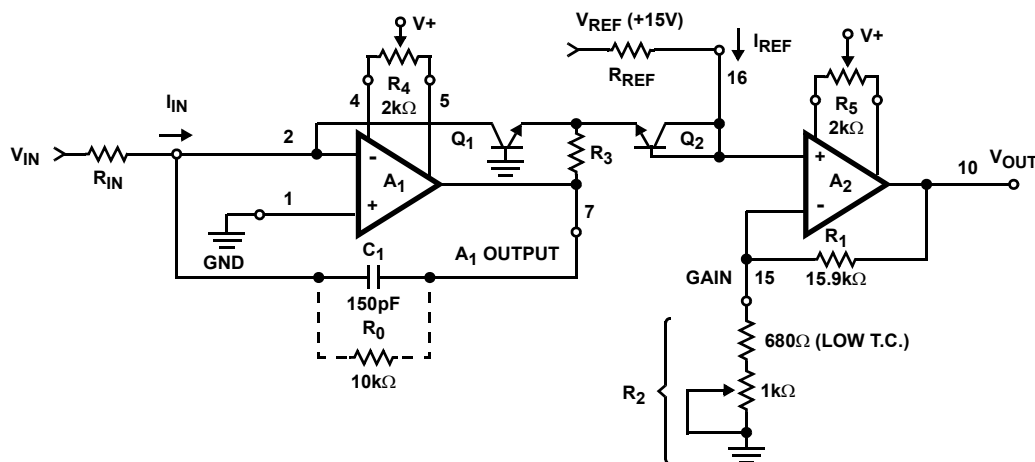 V+
R4
2kΩ
4
5
IIN
2
VIN
RIN
A1
-
+
1
GND
C1
150pF
R0
10kΩ
A1 OUTPUT
7
Q1
R3
Q2
VREF (+15V)
RREF
IREF
16
V+
R5
2kΩ
+
A2
-
10
VOUT
R1
15.9kΩ
GAIN
15
680Ω (LOW T.C.)
R2
1kΩ